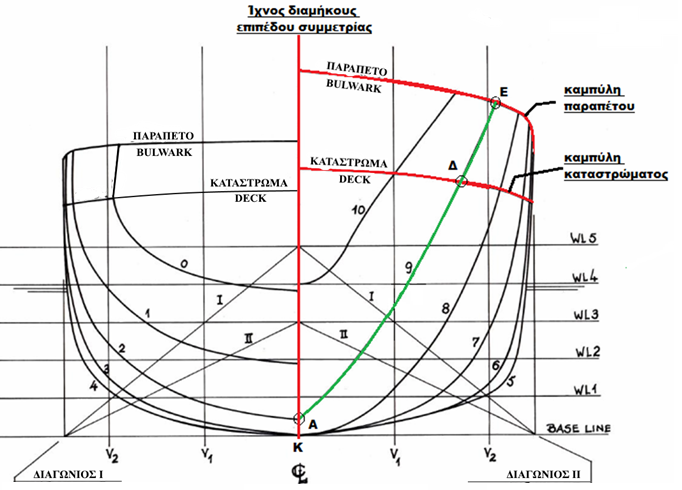 Ίχνος διαμήκους
επιπέδου συμμετρίας
ΠΑΡΑΠΕΤΟ
BULWARK
E
καμπύλη
παραπέτου
ΠΑΡΑΠΕΤΟ
BULWARK
ΚΑΤΑΣΤΡΩΜΑ
DECK
Δ
καμπύλη
καταστρώματος
ΚΑΤΑΣΤΡΩΜΑ
DECK
10
WL5
0
9
WL4
I
I
1
8
WL3
II
II
2
7
WL2
3
6
4
5
WL1
A
K
BASE LINE
V2
V1
V1
V2
ΔΙΑΓΩΝΙΟΣ I
CL
ΔΙΑΓΩΝΙΟΣ II